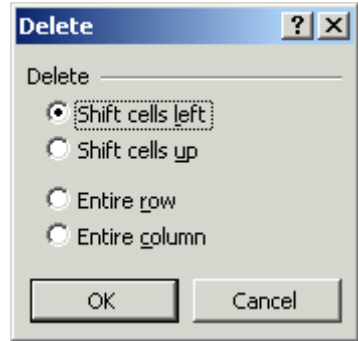 Delete
Delete
Shift cells left
Shift cells up
Entire row
Entire column
OK Cancel